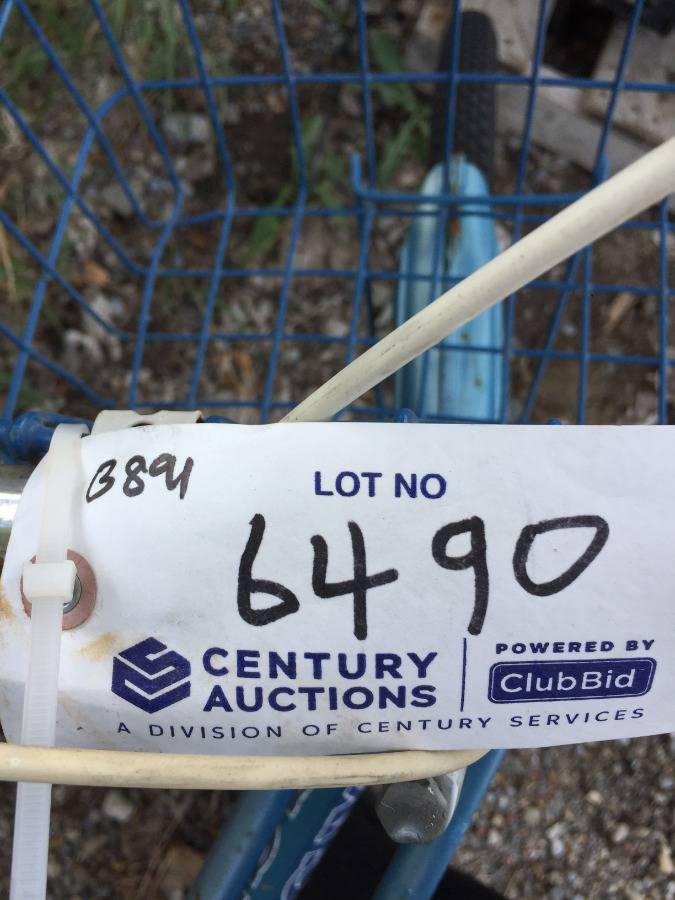 B891
LOT NO
6490
CENTURY
AUCTIONS
A DIVISION OF CENTURY SERVICES
POWERED BY
ClubBid